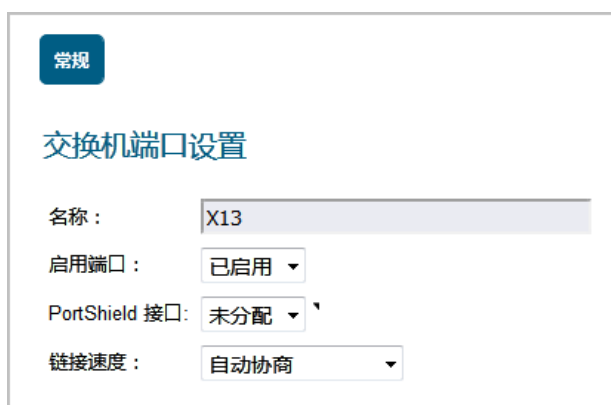 常规
交换机端口设置
名称： X13
启用端口： 已启用
PortShield 接口: 未分配
链接速度： 自动协商